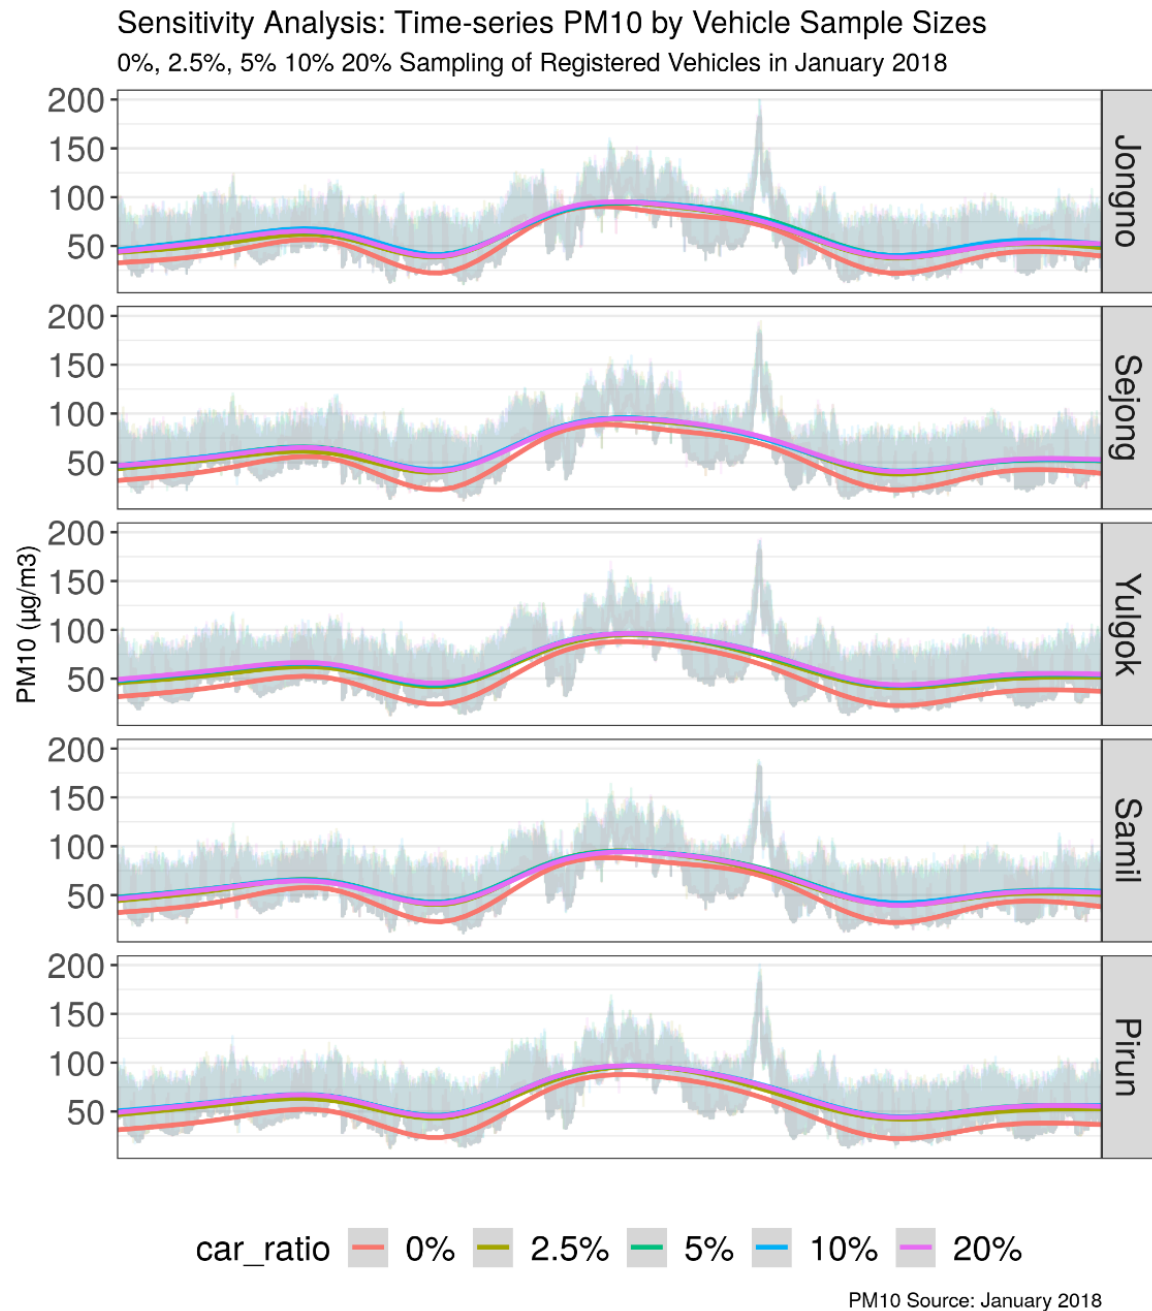 Sensitivity Analysis: Time-series PM10 by Vehicle Sample Sizes
0%, 2.5%, 5% 10% 20% Sampling of Registered Vehicles in January 2018
200
150
100
50
Jongno
200
150
100
50
Sejong
PM10 (µg/m3)
200
150
100
50
Yulgok
200
150
100
50
Samil
200
150
100
50
Pirun
car_ratio 0% 2.5% 5% 10% 20%
PM10 Source: January 2018